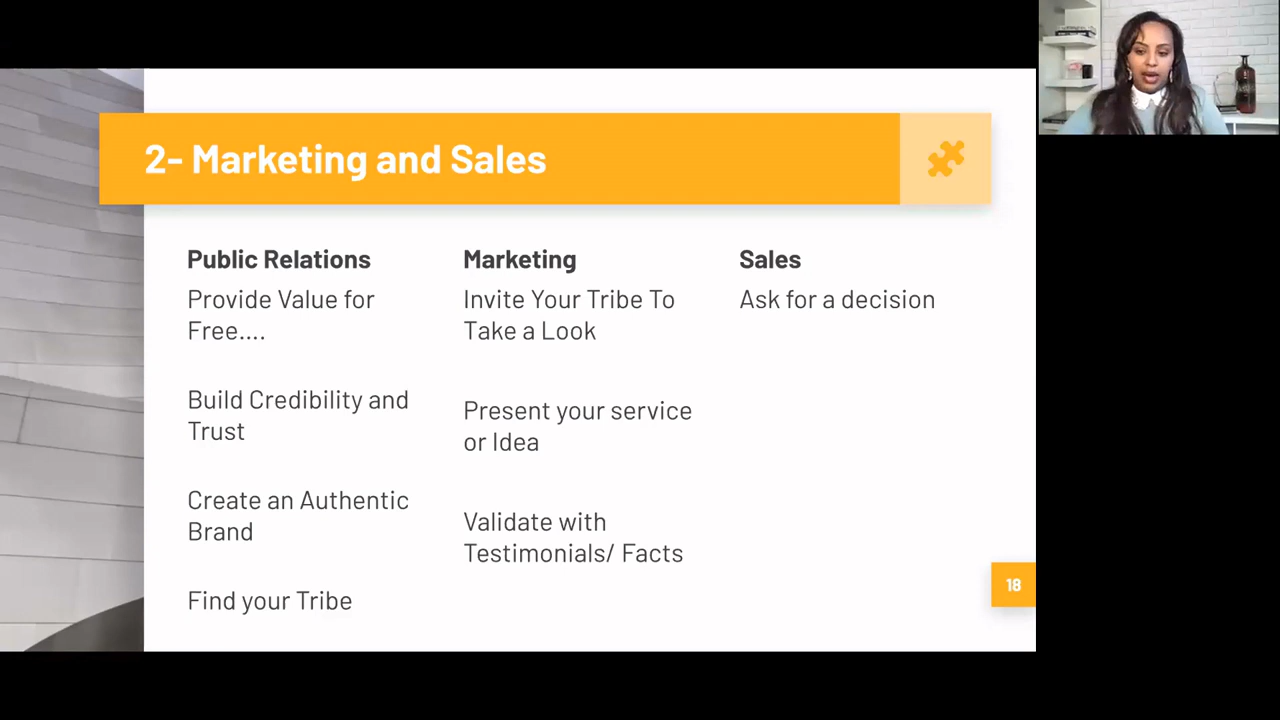 2- Marketing and Sales
Public Relations
Provide Value for
Free....
Build Credibility and
Trust
Create an Authentic
Brand
Find your Tribe
Marketing
Invite Your Tribe To
Take a Look
Present your service
or Idea
Validate with
Testimonials/ Facts
Sales
Ask for a decision
18